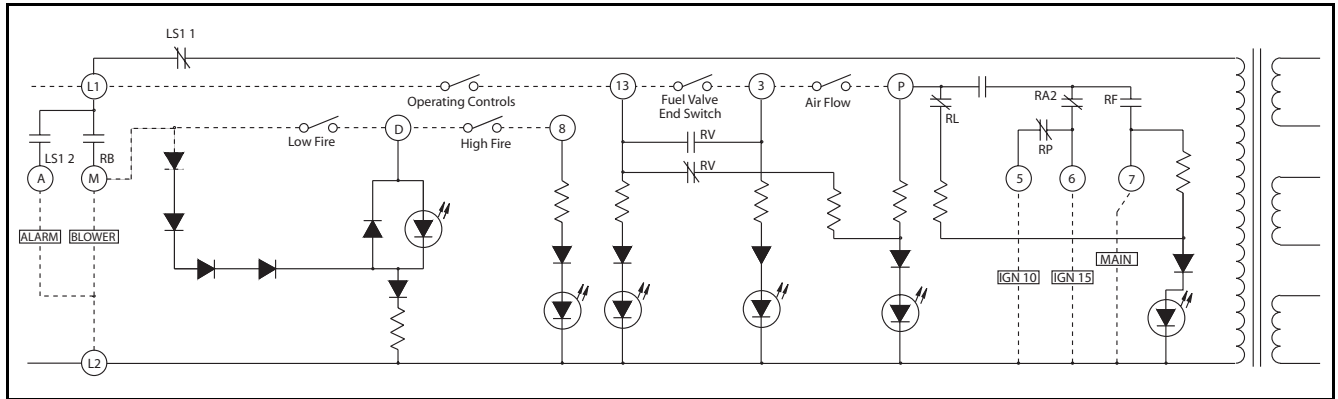 LS1 1
L1
Operating Controls
13
Fuel Valve
End Switch
3
Air Flow
P
RL
RA2
RF
LS1 2
RB
Low Fire
D
High Fire
8
RV
RV
RP
A
M
5
6
7
ALARM
BLOWER
MAIN
IGN 10
IGN 15
L2